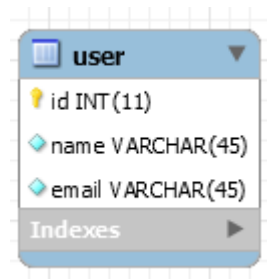 user
id INT(11)
name VARCHAR(45)
email VARCHAR(45)
Indexes